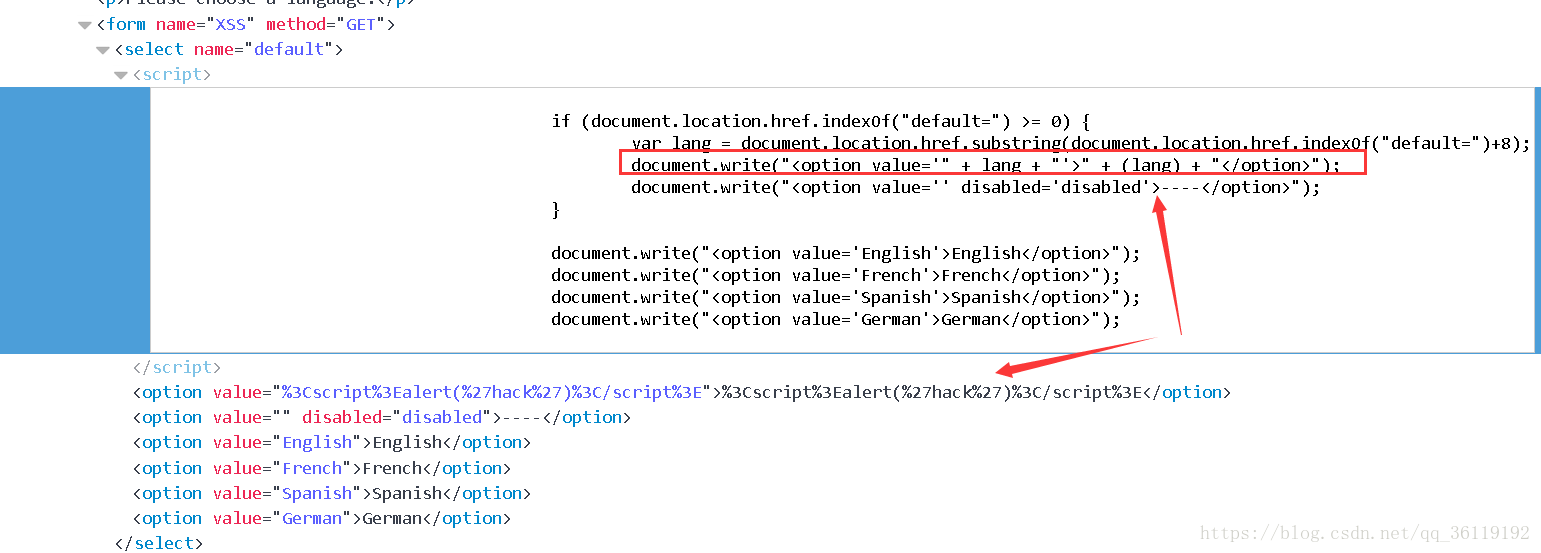 <p>Please choose a language.</p>
<form name="XSS" method="GET">
<select name="default">
<script>
if (document.location.href.indexOf("default=") >= 0) {
var lang = document.location.href.substring(document.location.href.indexOf("default=")+8);
document.write("<option value='" + lang + "'>" + (lang) + "</option>");
document.write("<option value='' disabled='disabled'>----</option>");
}
document.write("<option value='English'>English</option>");
document.write("<option value='French'>French</option>");
document.write("<option value='Spanish'>Spanish</option>");
document.write("<option value='German'>German</option>");
</script>
<option value="%3Cscript%3Ealert(%27hack%27)%3C/script%3E">%3Cscript%3Ealert(%27hack%27)%3C/script%3E</option>
<option value="" disabled="disabled">----</option>
<option value="English">English</option>
<option value="French">French</option>
<option value="Spanish">Spanish</option>
<option value="German">German</option>
</select>
https://blog.csdn.net/qq_36119192